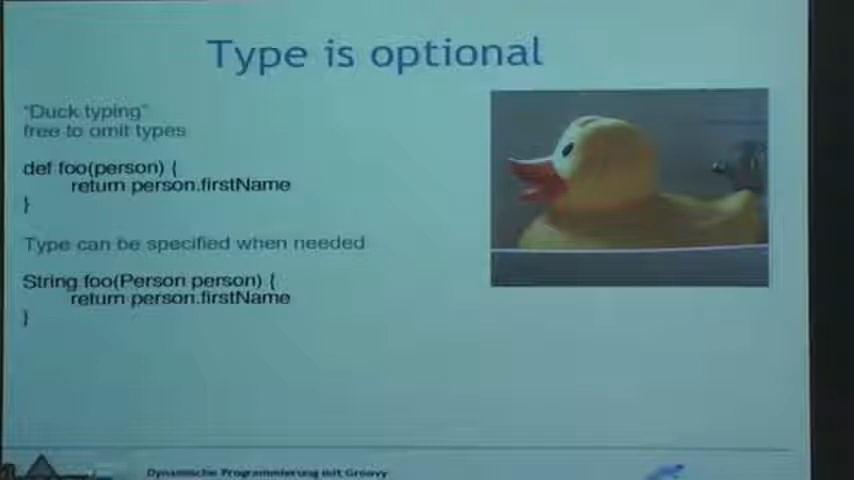 Type is optional
"Duck typing"
free to omit types
def foo(person) {
return person.firstName
}
Type can be specified when needed
String foo(Person person) {
return person.firstName
}
Dynamische Programmierung mit Groovy